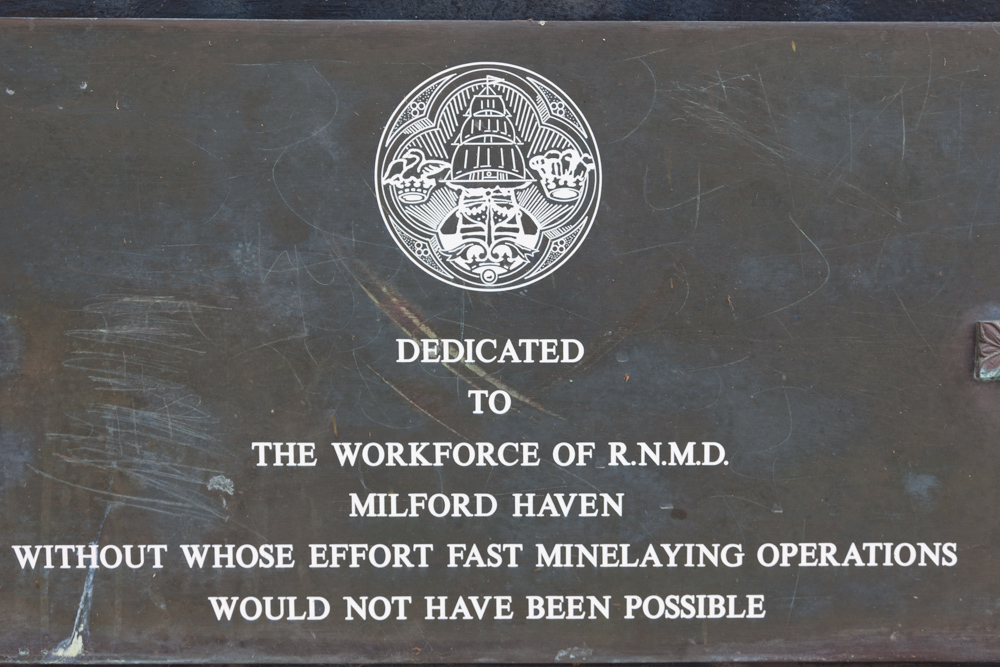 DEDICATED
TO
THE WORKFORCE OF R.N.M.D.
MILFORD HAVEN
WITHOUT WHOSE EFFORT FAST MINELAYING OPERATIONS
WOULD NOT HAVE BEEN POSSIBLE